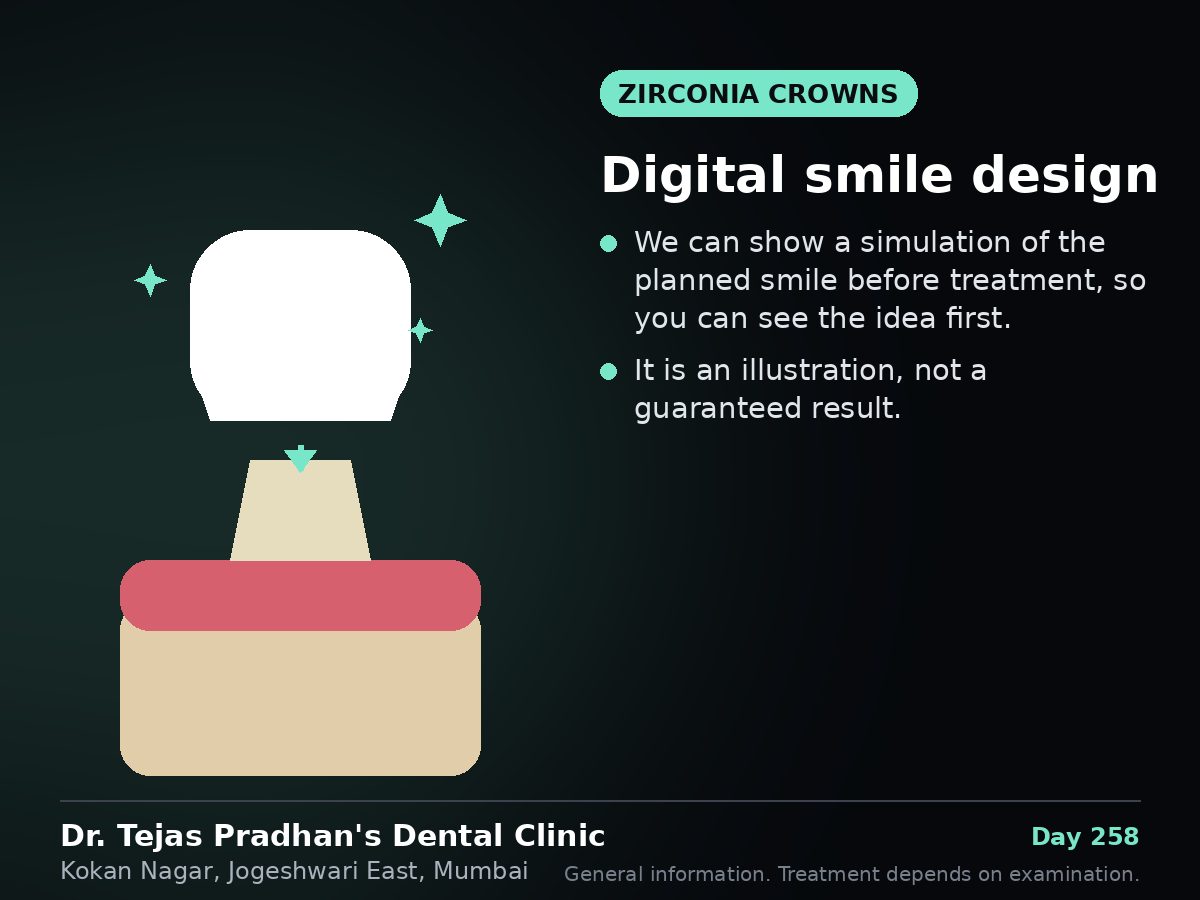 ZIRCONIA CROWNS
Digital smile design
We can show a simulation of the
planned smile before treatment, so
you can see the idea first.
It is an illustration, not a
guaranteed result.
Dr. Tejas Pradhan's Dental Clinic
Kokan Nagar, Jogeshwari East, Mumbai
Day 258
General information. Treatment depends on examination.